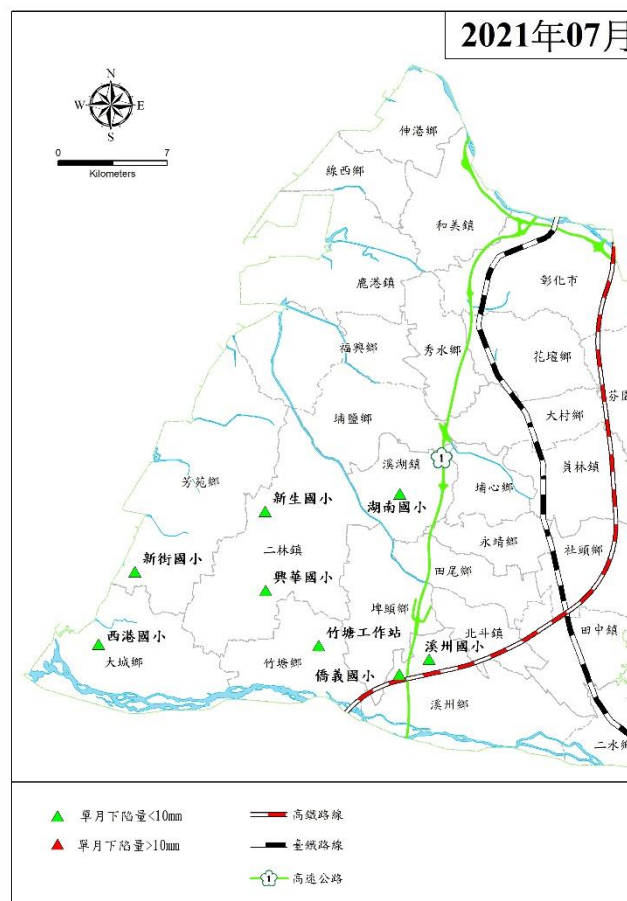 2021年07月
N
W E
S
0 7
Kilometers
伸港鄉
線西鄉
和美鎮
鹿港鎮
彰化市
福興鄉
秀水鄉
花壇鄉
芬園
大村鄉
埔鹽鄉
員林鎮
溪湖鎮
1
芳苑鄉
埔心鄉
新生國小
湖南國小
永靖鄉
二林鎮
社頭鄉
新街國小
田尾鄉
興華國小
埤頭鄉
北斗鎮
田中鎮
西港國小
竹塘工作站
溪州國小
大城鄉
竹塘鄉
僑義國小
溪州鄉
二水鄉
單月下陷量<10mm
高鐵路線
單月下陷量>10mm
臺鐵路線
1
高速公路